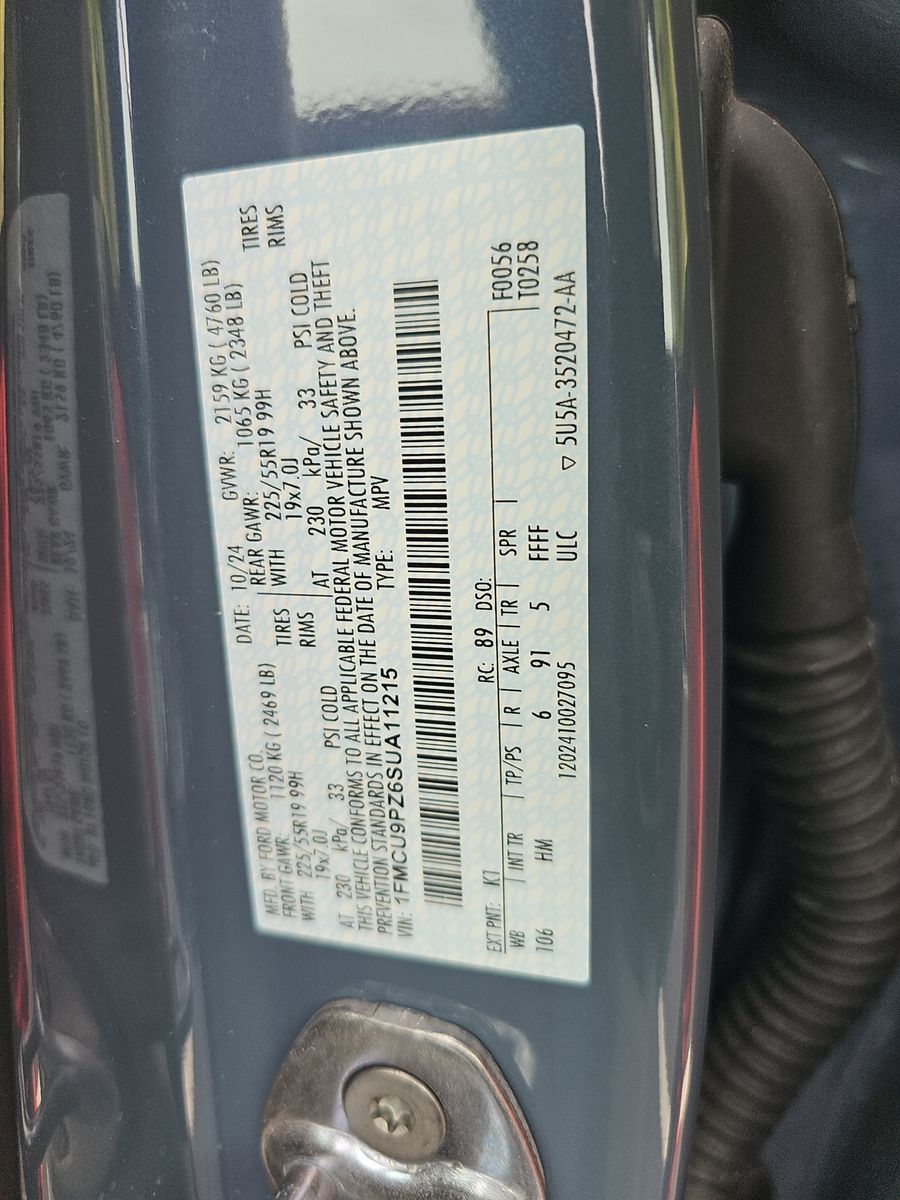 MFD. BY FORD MOTOR CO. DATE: 10/24 GVWR: 2159 KG ( 4760 LB)
FRONT GAWR: 1120 KG ( 2469 LB) REAR GAWR: 1065 KG ( 2348 LB)
WITH 225/55R19 99H TIRES WITH 225/55R19 99H TIRES
19x7.0J RIMS 19x7.0J RIMS
AT 230 kPa/ 33 PSI COLD AT 230 kPa/ 33 PSI COLD
THIS VEHICLE CONFORMS TO ALL APPLICABLE FEDERAL MOTOR VEHICLE SAFETY AND THEFT
PREVENTION STANDARDS IN EFFECT ON THE DATE OF MANUFACTURE SHOWN ABOVE.
VIN: 1FMCU9PZ6SUA11215 TYPE: MPV
EXT PNT: K1 RC: 89 DSO: F0056
WB INT TR TP/PS R AXLE TR SPR T0258
106 HM 6 91 5 FFFF
1202410027095 ULC ▽ 5U5A-3520472-AA